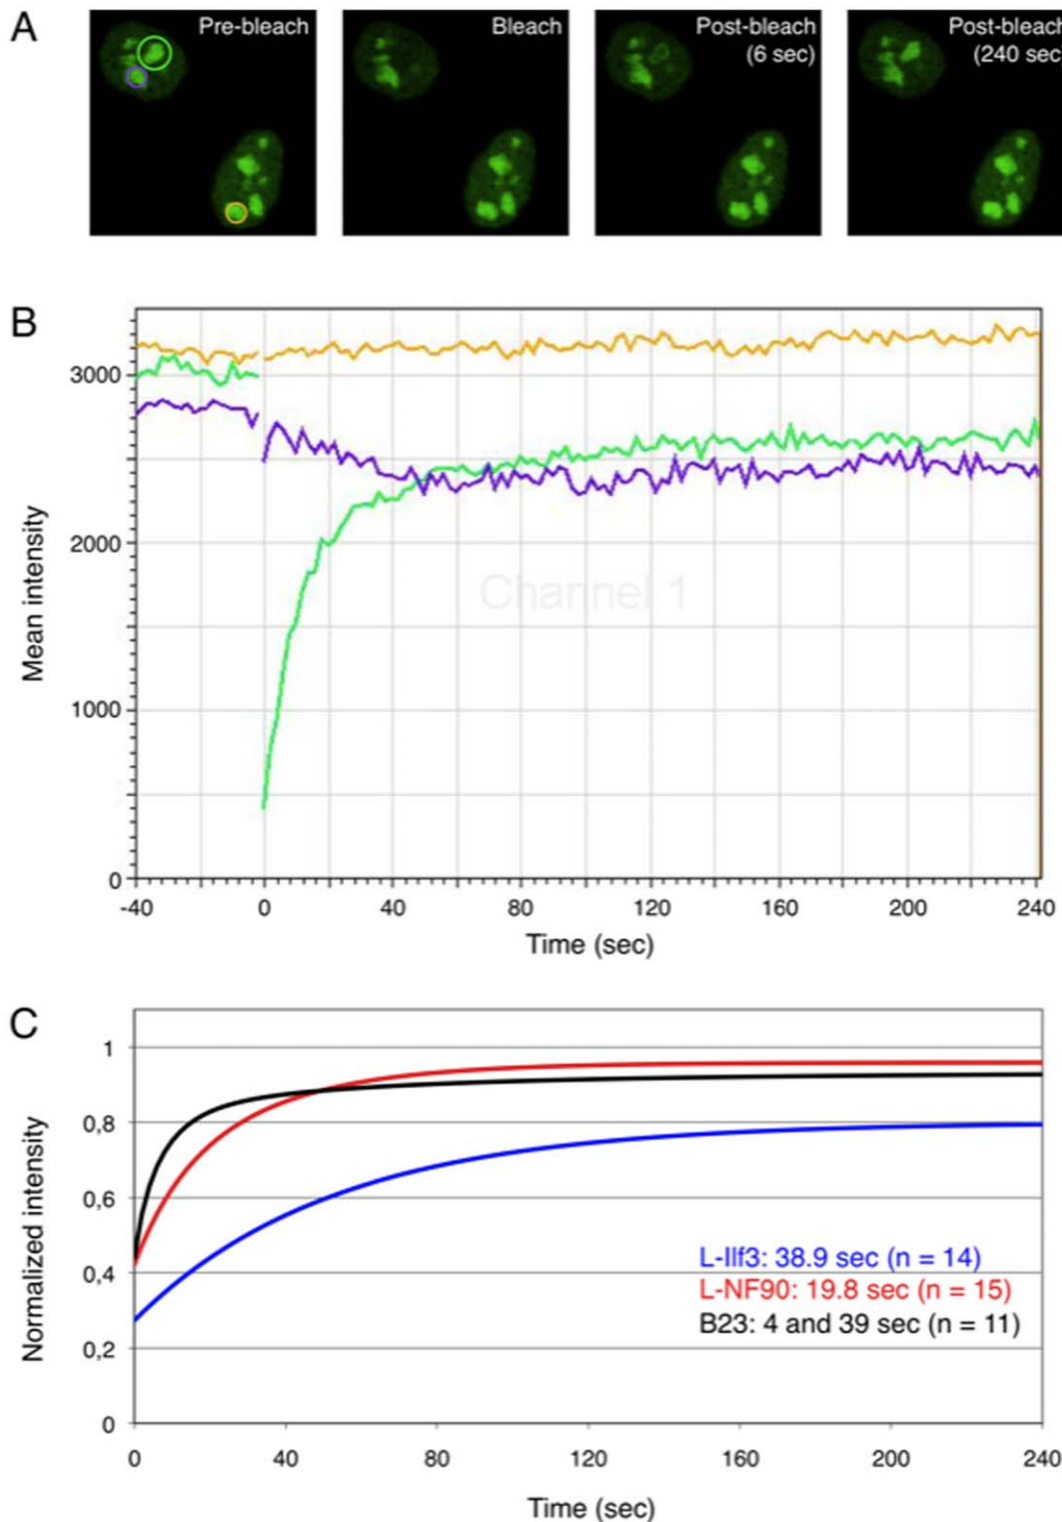 A
Pre-bleach
Bleach
Post-bleach
(6 sec)
Post-bleach
(240 sec
B
3000
2000
1000
0
Mean intensity
Channel 1
-40 0 40 80 120 160 200 240
Time (sec)
C
1
0,8
0,6
0,4
0,2
0
Normalized intensity
L-Ilf3: 38.9 sec (n = 14)
L-NF90: 19.8 sec (n = 15)
B23: 4 and 39 sec (n = 11)
0 40 80 120 160 200 240
Time (sec)